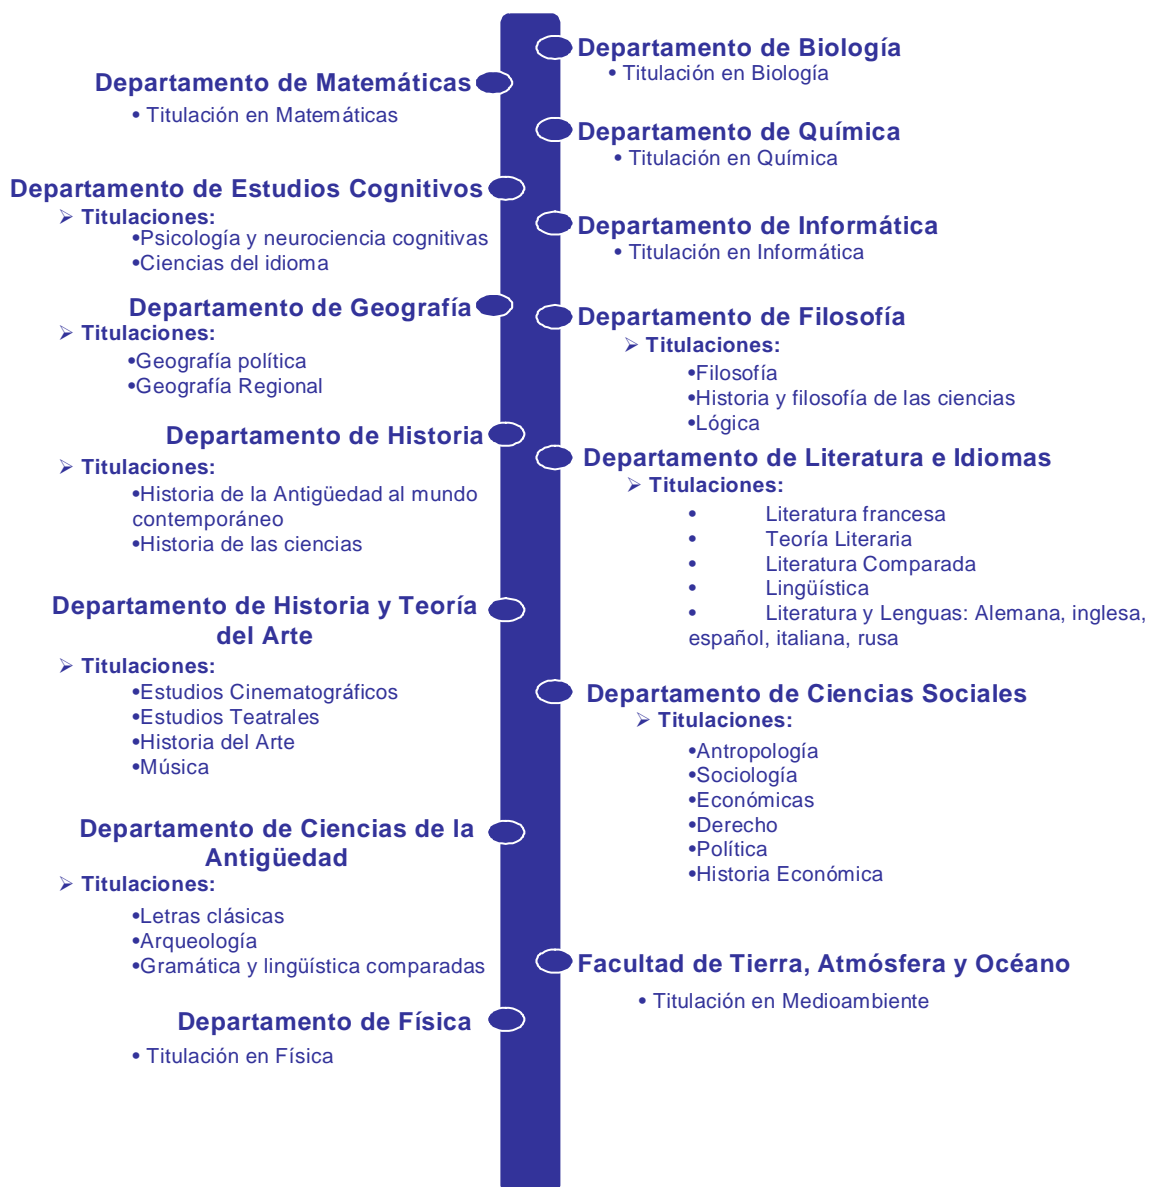 Departamento de Matemáticas
• Titulación en Matemáticas
Departamento de Estudios Cognitivos
➢ Titulaciones:
•Psicología y neurociencia cognitivas
•Ciencias del idioma
Departamento de Geografía
➢ Titulaciones:
•Geografía política
•Geografía Regional
Departamento de Historia
➢ Titulaciones:
•Historia de la Antigüedad al mundo
contemporáneo
•Historia de las ciencias
Departamento de Historia y Teoría
del Arte
➢ Titulaciones:
•Estudios Cinematográficos
•Estudios Teatrales
•Historia del Arte
•Música
Departamento de Ciencias de la
Antigüedad
➢ Titulaciones:
•Letras clásicas
•Arqueología
•Gramática y lingüística comparadas
Departamento de Física
• Titulación en Física
Departamento de Biología
• Titulación en Biología
Departamento de Química
• Titulación en Química
Departamento de Informática
• Titulación en Informática
Departamento de Filosofía
➢ Titulaciones:
•Filosofía
•Historia y filosofía de las ciencias
•Lógica
Departamento de Literatura e Idiomas
➢ Titulaciones:
• Literatura francesa
• Teoría Literaria
• Literatura Comparada
• Lingüística
• Literatura y Lenguas: Alemana, inglesa,
español, italiana, rusa
Departamento de Ciencias Sociales
➢ Titulaciones:
•Antropología
•Sociología
•Económicas
•Derecho
•Política
•Historia Económica
Facultad de Tierra, Atmósfera y Océano
• Titulación en Medioambiente